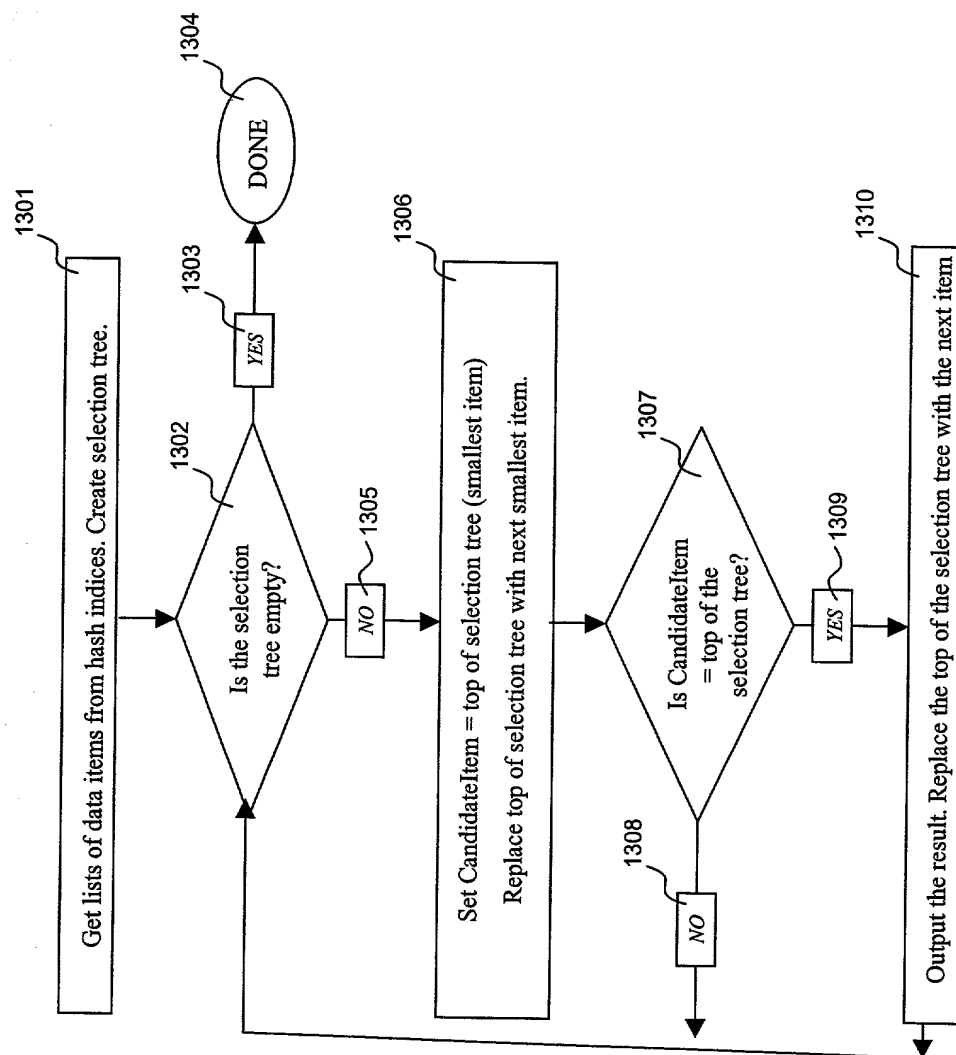 1301
Get lists of data items from hash indices. Create selection tree.
1302
Is the selection
tree empty?
1303
YES
1304
DONE
NO
1305
1306
Set CandidateItem = top of selection tree (smallest item)
Replace top of selection tree with next smallest item.
1307
Is CandidateItem
= top of the
selection tree?
1308
NO
YES
1309
1310
Output the result. Replace the top of the selection tree with the next item